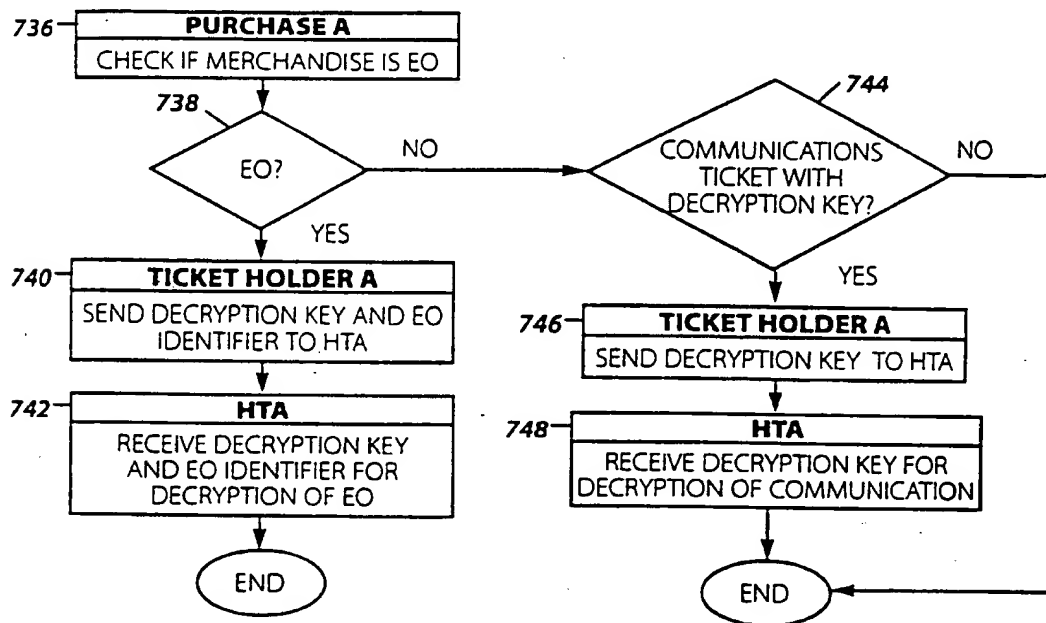 736
PURCHASE A
CHECK IF MERCHANDISE IS EO
738
EO?
NO
YES
740
TICKET HOLDER A
SEND DECRYPTION KEY AND EO
IDENTIFIER TO HTA
742
HTA
RECEIVE DECRYPTION KEY
AND EO IDENTIFIER FOR
DECRYPTION OF EO
END
744
COMMUNICATIONS
TICKET WITH
DECRYPTION KEY?
NO
YES
746
TICKET HOLDER A
SEND DECRYPTION KEY TO HTA
748
HTA
RECEIVE DECRYPTION KEY FOR
DECRYPTION OF COMMUNICATION
END